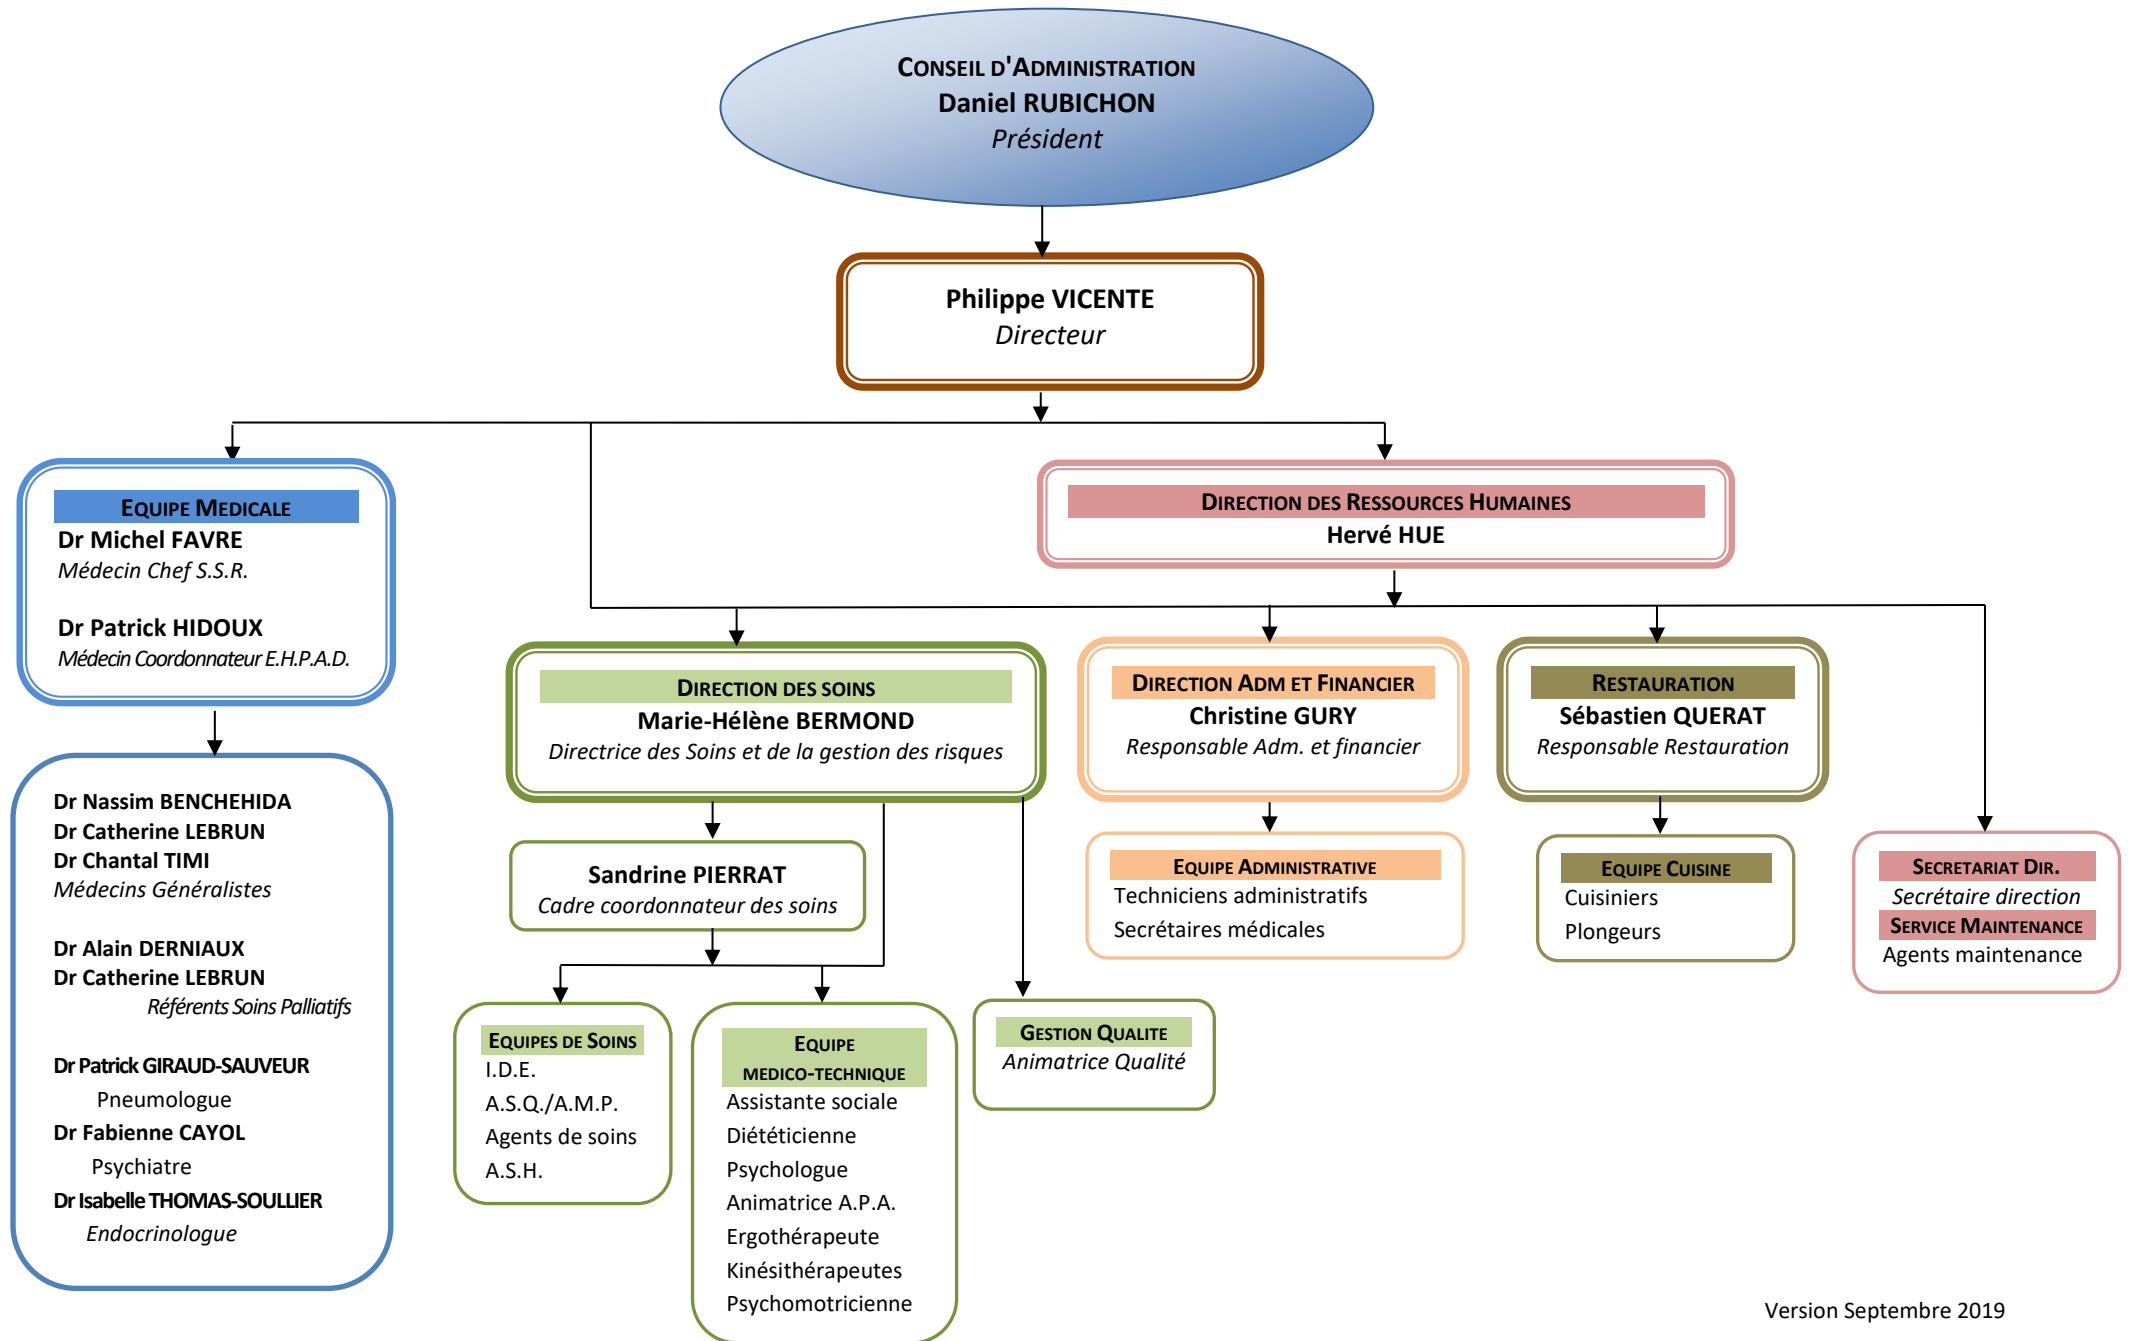 CONSEIL D'ADMINISTRATION
Daniel RUBICHON
Président
Philippe VICENTE
Directeur
EQUIPE MEDICALE
Dr Michel FAVRE
Médecin Chef S.S.R.
Dr Patrick HIDOUX
Médecin Coordonnateur E.H.P.A.D.
DIRECTION DES RESSOURCES HUMAINES
Hervé HUE
Dr Nassim BENCHEHIDA
Dr Catherine LEBRUN
Dr Chantal TIMI
Médecins Généralistes
Dr Alain DERNIAUX
Dr Catherine LEBRUN
Référents Soins Palliatifs
Dr Patrick GIRAUD-SAUVEUR
Pneumologue
Dr Fabienne CAYOL
Psychiatre
Dr Isabelle THOMAS-SOULLIER
Endocrinologue
DIRECTION DES SOINS
Marie-Hélène BERMOND
Directrice des Soins et de la gestion des risques
Sandrine PIERRAT
Cadre coordonnateur des soins
EQUIPES DE SOINS
I.D.E.
A.S.Q./A.M.P.
Agents de soins
A.S.H.
EQUIPE
MEDICO-TECHNIQUE
Assistante sociale
Diététicienne
Psychologue
Animatrice A.P.A.
Ergothérapeute
Kinésithérapeutes
Psychomotricienne
GESTION QUALITE
Animatrice Qualité
DIRECTION ADM ET FINANCIER
Christine GURY
Responsable Adm. et financier
EQUIPE ADMINISTRATIVE
Techniciens administratifs
Secrétaires médicales
RESTAURATION
Sébastien QUERAT
Responsable Restauration
EQUIPE CUISINE
Cuisiniers
Plongeurs
SECRETARIAT DIR.
Secrétaire direction
SERVICE MAINTENANCE
Agents maintenance
Version Septembre 2019